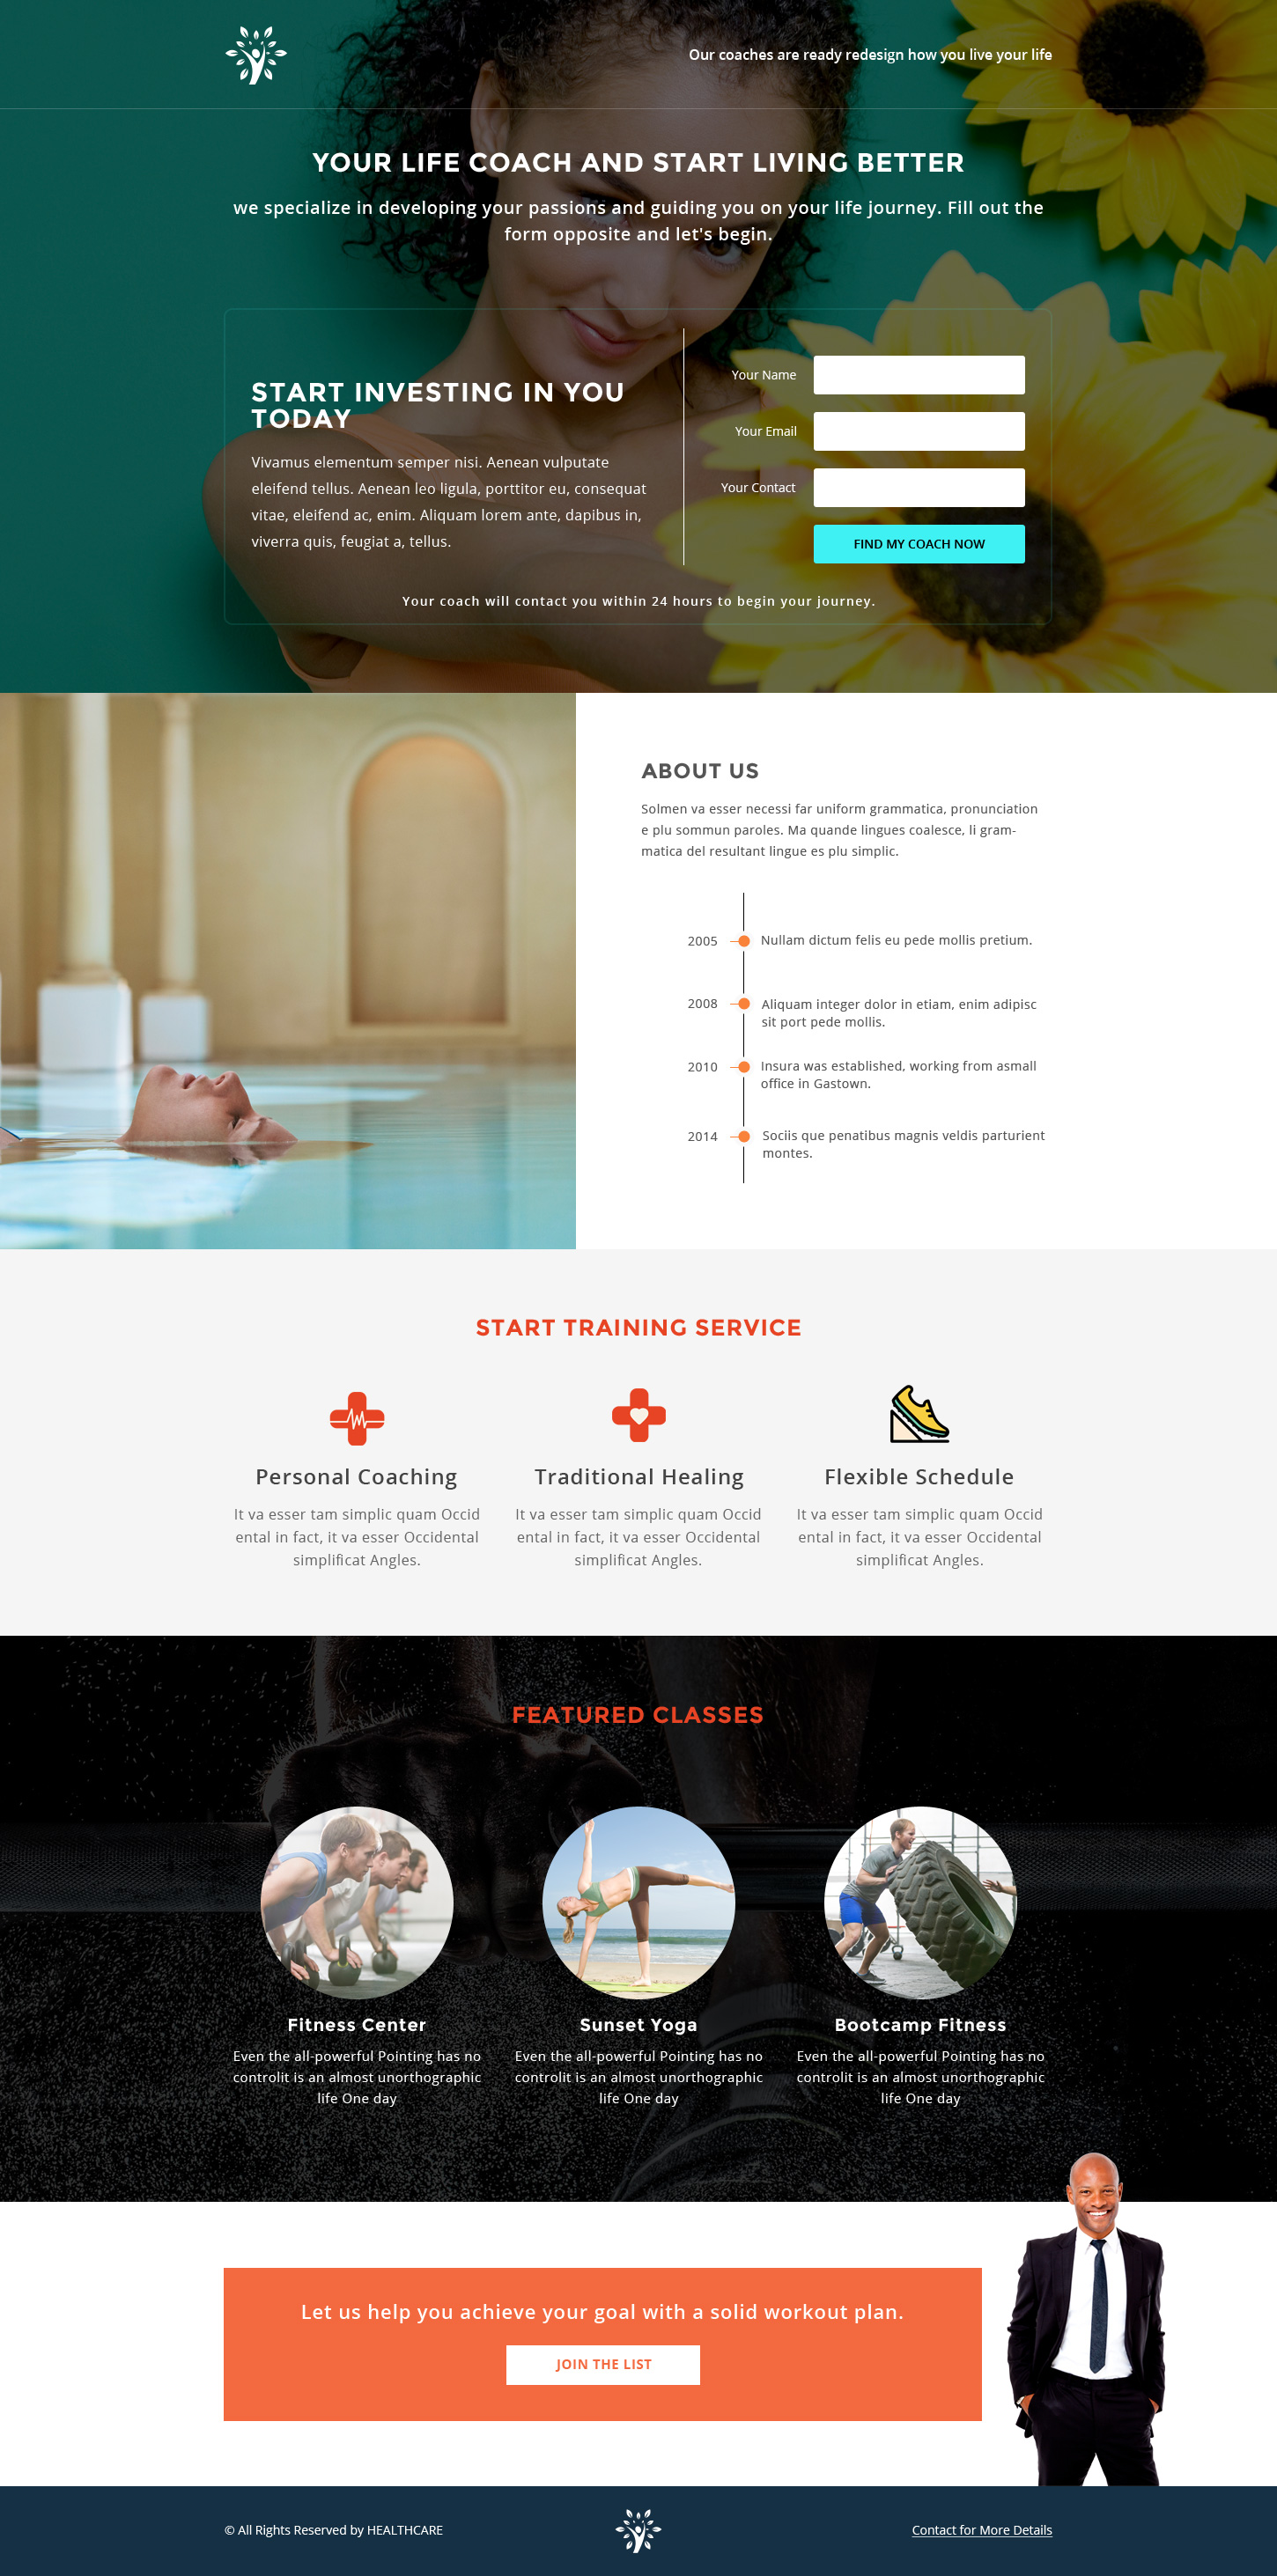 Our coaches are ready redesign how you live your life
YOUR LIFE COACH AND START LIVING BETTER
we specialize in developing your passions and guiding you on your life journey. Fill out the
form opposite and let's begin.
START INVESTING IN YOU
TODAY
Vivamus elementum semper nisi. Aenean vulputate
eleifend tellus. Aenean leo ligula, porttitor eu, consequat
vitae, eleifend ac, enim. Aliquam lorem ante, dapibus in,
viverra quis, feugiat a, tellus.
Your Name
Your Email
Your Contact
FIND MY COACH NOW
Your coach will contact you within 24 hours to begin your journey.
ABOUT US
Solmen va esser necessi far uniform grammatica, pronunciation
e plu sommun paroles. Ma quande lingues coalesce, li gram-
matica del resultant lingue es plu simplic.
2005
Nullam dictum felis eu pede mollis pretium.
2008
Aliquam integer dolor in etiam, enim adipisc
sit port pede mollis.
2010
Insura was established, working from asmall
office in Gastown.
2014
Sociis que penatibus magnis veldis parturient
montes.
START TRAINING SERVICE
Personal Coaching
It va esser tam simplic quam Occid
ental in fact, it va esser Occidental
simplificat Angles.
Traditional Healing
It va esser tam simplic quam Occid
ental in fact, it va esser Occidental
simplificat Angles.
Flexible Schedule
It va esser tam simplic quam Occid
ental in fact, it va esser Occidental
simplificat Angles.
FEATURED CLASSES
Fitness Center
Even the all-powerful Pointing has no
controlit is an almost unorthographic
life One day
Sunset Yoga
Even the all-powerful Pointing has no
controlit is an almost unorthographic
life One day
Bootcamp Fitness
Even the all-powerful Pointing has no
controlit is an almost unorthographic
life One day
Let us help you achieve your goal with a solid workout plan.
JOIN THE LIST
© All Rights Reserved by HEALTHCARE
Contact for More Details